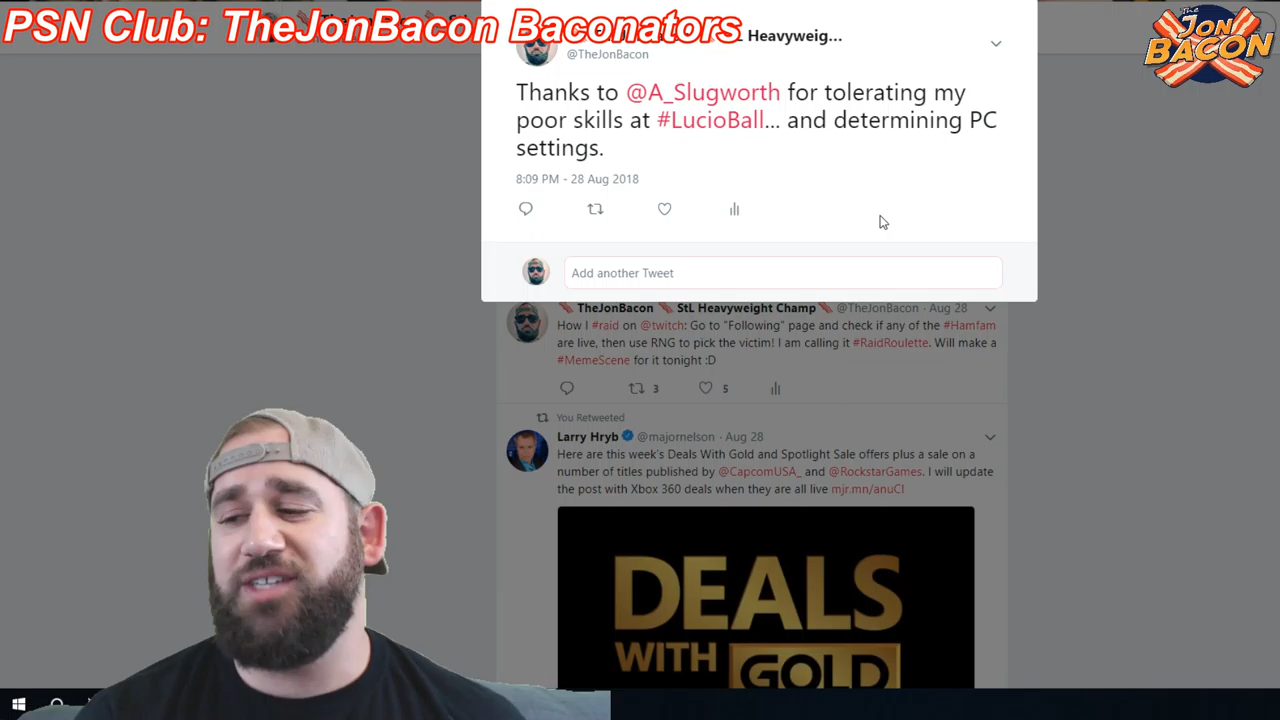 PSN Club: TheJonBacon Baconators
The
JON
BACON
StL Heavyweig...
@TheJonBacon
Thanks to @A_Slugworth for tolerating my
poor skills at #LucioBall... and determining PC
settings.
8:09 PM - 28 Aug 2018
Add another Tweet
TheJonBacon StL Heavyweight Champ @TheJonBacon · Aug 28
How I #raid on @twitch: Go to "Following" page and check if any of the #Hamfam
are live, then use RNG to pick the victim! I am calling it #RaidRoulette. Will make a
#MemeScene for it tonight :D
3 5
You Retweeted
Larry Hryb @majornelson · Aug 28
Here are this week's Deals With Gold and Spotlight Sale offers plus a sale on a
number of titles published by @CapcomUSA_ and @RockstarGames. I will update
the post with Xbox 360 deals when they are all live mjr.mn/anuCl
DEALS
WITH GOLD